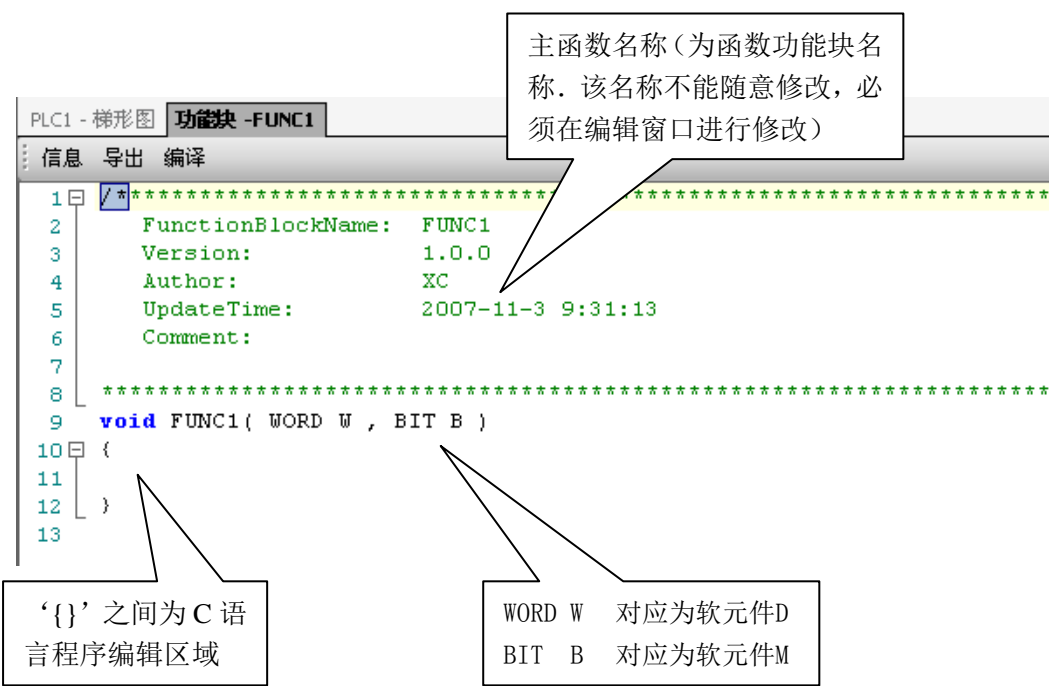 主函数名称（为函数功能块名
称．该名称不能随意修改，必
须在编辑窗口进行修改）
PLC1 - 梯形图 功能块 -FUNC1
信息 导出 编译
1 /*******************************************************************
2 FunctionBlockName: FUNC1
3 Version: 1.0.0
4 Author: XC
5 UpdateTime: 2007-11-3 9:31:13
6 Comment:
7
8 ********************************************************************
9 void FUNC1( WORD W , BIT B )
10 {
11
12 }
13
‘{}’之间为 C 语
言程序编辑区域
WORD W 对应为软元件D
BIT B 对应为软元件M